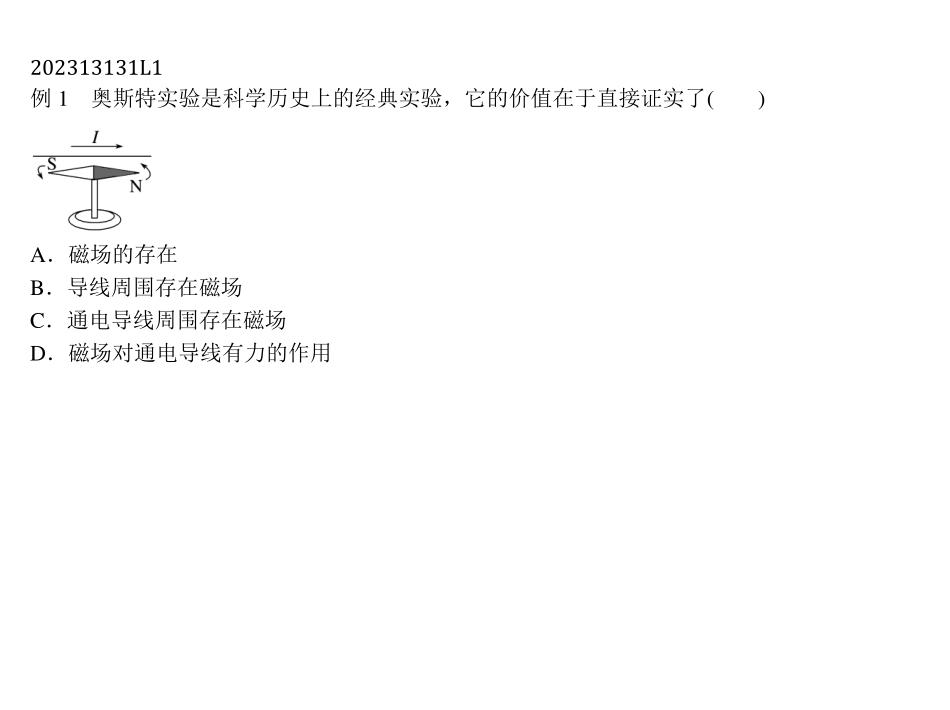 202313131L1
例 1　奥斯特实验是科学历史上的经典实验，它的价值在于直接证实了(　　)
I
S
N
A．磁场的存在
B．导线周围存在磁场
C．通电导线周围存在磁场
D．磁场对通电导线有力的作用